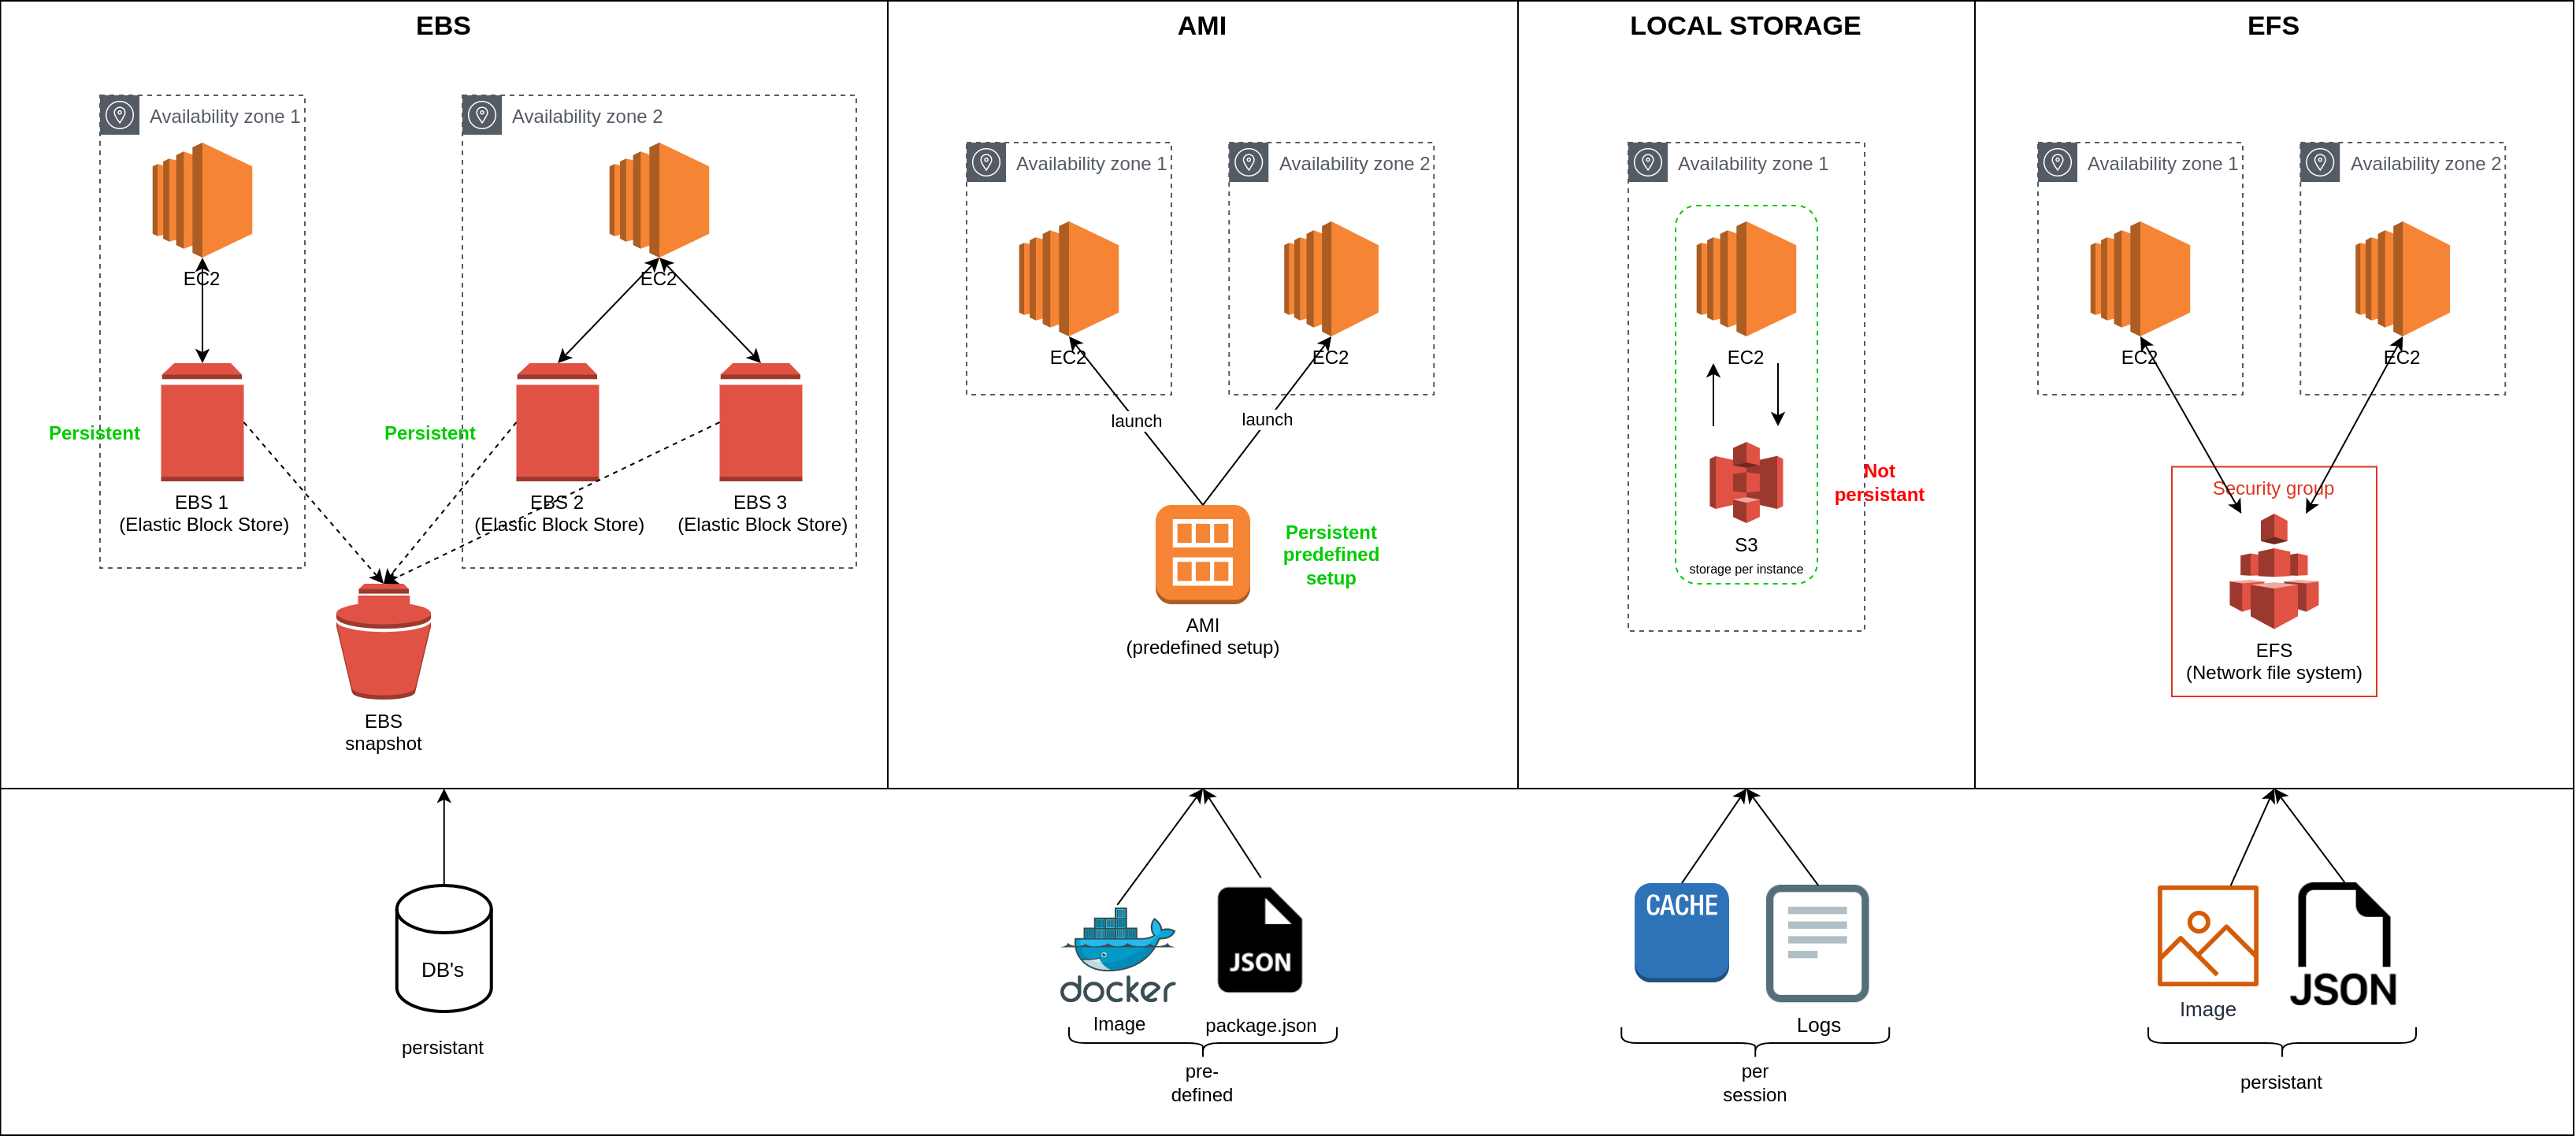 EBS
Availability zone 1
Availability zone 2
EC2
EC2
Persistent
Persistent
EBS 1
(Elastic Block Store)
EBS 2
(Elastic Block Store)
EBS 3
(Elastic Block Store)
EBS
snapshot
AMI
Availability zone 1
Availability zone 2
EC2
EC2
launch
launch
Persistent
predefined
setup
AMI
(predefined setup)
LOCAL STORAGE
Availability zone 1
EC2
Not
persistant
S3
storage per instance
EFS
Availability zone 1
Availability zone 2
EC2
EC2
Security group
EFS
(Network file system)
DB's
persistant
docker
Image
JSON
package.json
pre-
defined
CACHE
Logs
per
session
Image
JSON
persistant